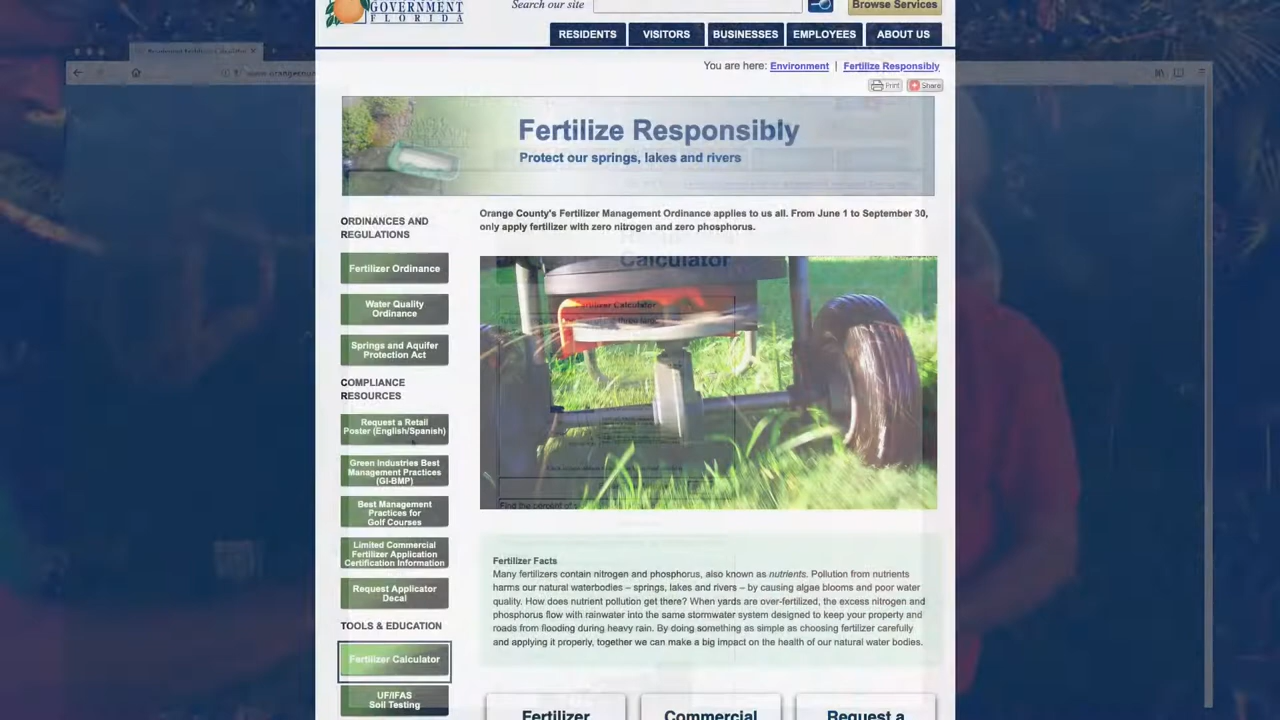 GOVERNMENT
FLORIDA
Search our site
Browse Services
RESIDENTS
VISITORS
BUSINESSES
EMPLOYEES
ABOUT US
You are here: Environment | Fertilize Responsibly
Print
Share
Fertilize Responsibly
Protect our springs, lakes and rivers
ORDINANCES AND
REGULATIONS
Fertilizer Ordinance
Water Quality
Ordinance
Springs and Aquifer
Protection Act
COMPLIANCE
RESOURCES
Request a Retail
Poster (English/Spanish)
Green Industries Best
Management Practices
(GI-BMP)
Best Management
Practices for
Golf Courses
Limited Commercial
Fertilizer Application
Certification Information
Request Applicator
Decal
TOOLS & EDUCATION
Fertilizer Calculator
UF/IFAS
Soil Testing
Orange County's Fertilizer Management Ordinance applies to us all. From June 1 to September 30,
only apply fertilizer with zero nitrogen and zero phosphorus.
Calculator
Fertilizer Calculator
Find the percent of
Fertilizer Facts
Many fertilizers contain nitrogen and phosphorus, also known as nutrients. Pollution from nutrients
harms our natural waterbodies – springs, lakes and rivers – by causing algae blooms and poor water
quality. How does nutrient pollution get there? When yards are over-fertilized, the excess nitrogen and
phosphorus flow with rainwater into the same stormwater system designed to keep your property and
roads from flooding during heavy rain. By doing something as simple as choosing fertilizer carefully
and applying it properly, together we can make a big impact on the health of our natural water bodies.
Fertilizer
Commercial
Request a